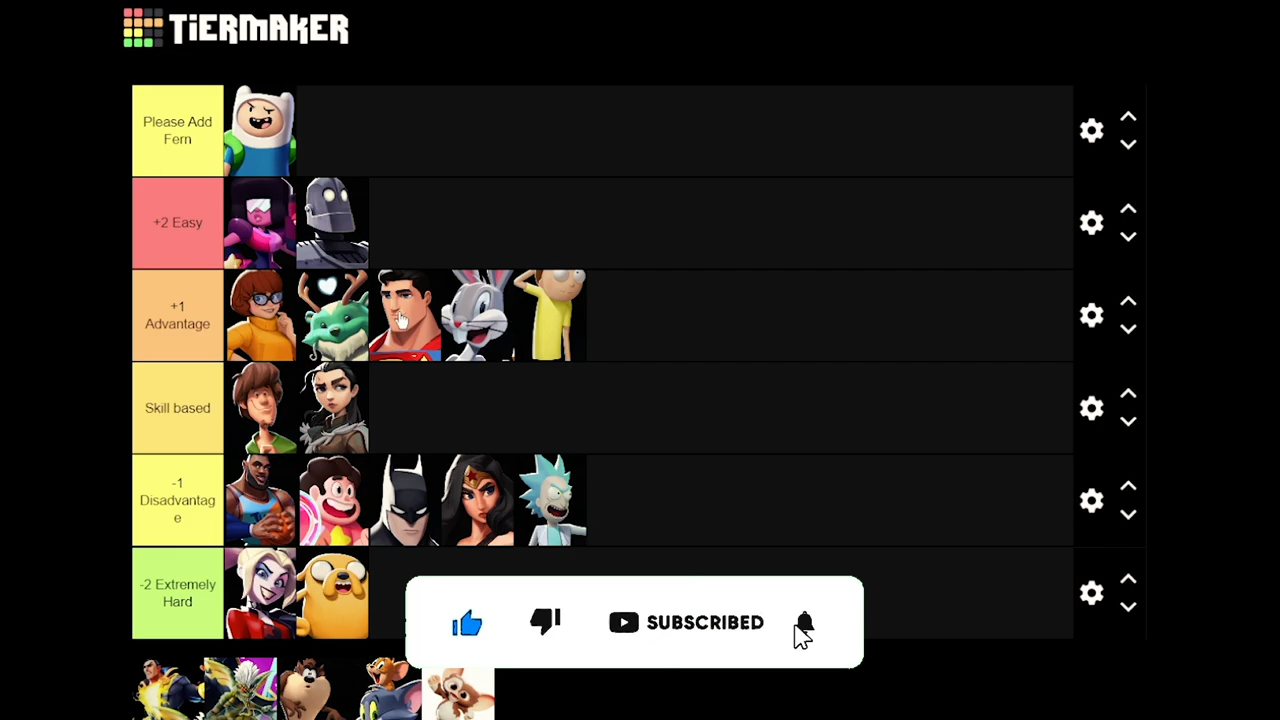 TiERMAKER
Please Add
Fern
+2 Easy
+1
Advantage
Skill based
-1
Disadvantag
e
-2 Extremely
Hard
SUBSCRIBED